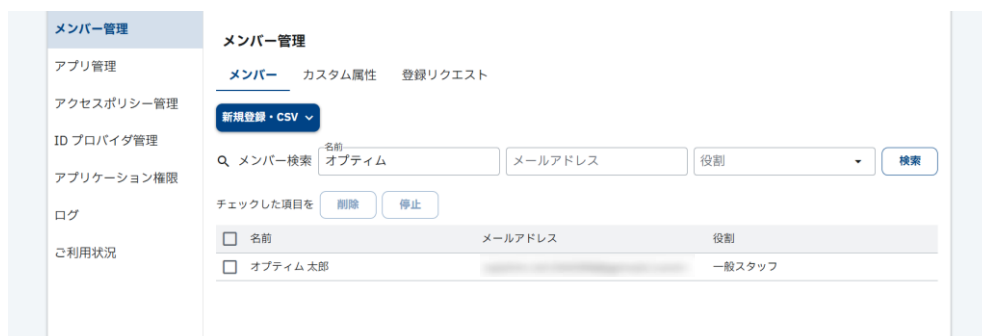 メンバー管理
アプリ管理
アクセスポリシー管理
ID プロバイダ管理
アプリケーション権限
ログ
ご利用状況
メンバー管理
メンバー カスタム属性 登録リクエスト
新規登録・CSV
メンバー検索 名前 オプティム メールアドレス 役割 検索
チェックした項目を 削除 停止
名前 メールアドレス 役割
オプティム 太郎 一般スタッフ